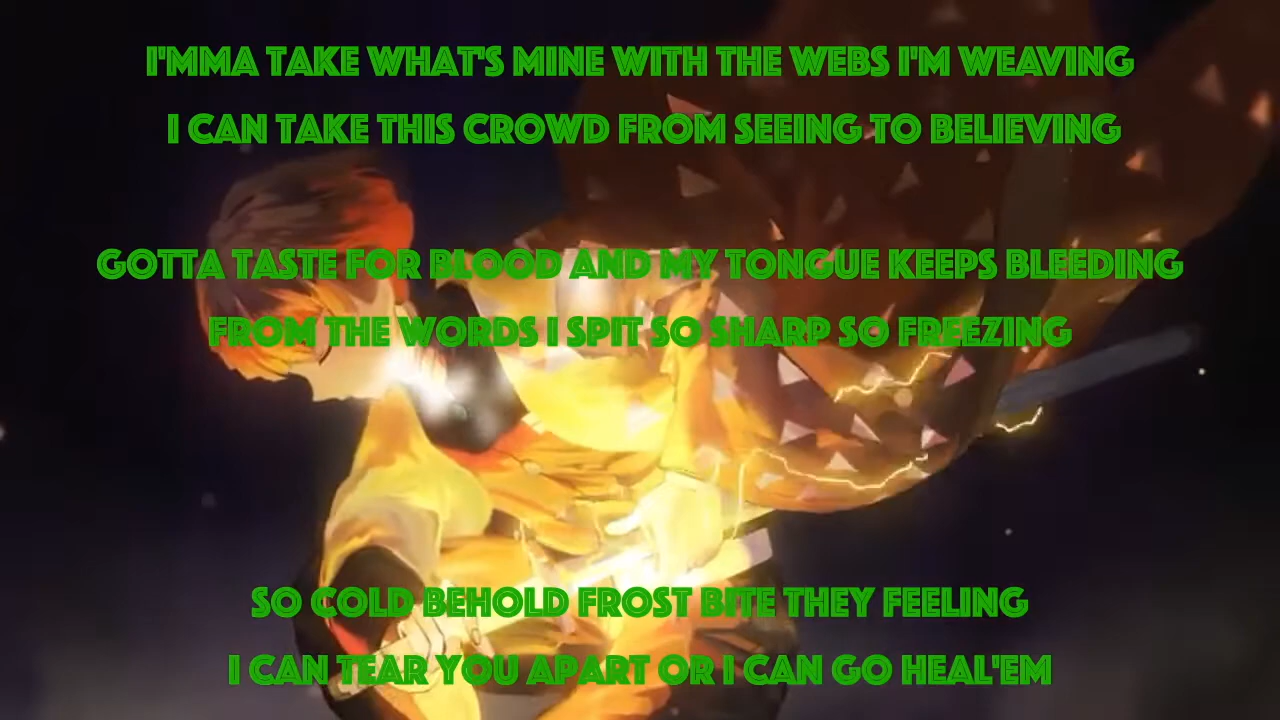 I'MMA TAKE WHAT'S MINE WITH THE WEBS I'M WEAVING
I CAN TAKE THIS CROWD FROM SEEING TO BELIEVING
GOTTA TASTE FOR BLOOD AND MY TONGUE KEEPS BLEEDING
FROM THE WORDS I SPIT SO SHARP SO FREEZING
SO COLD BEHOLD FROST BITE THEY FEELING
I CAN TEAR YOU APART OR I CAN GO HEAL'EM